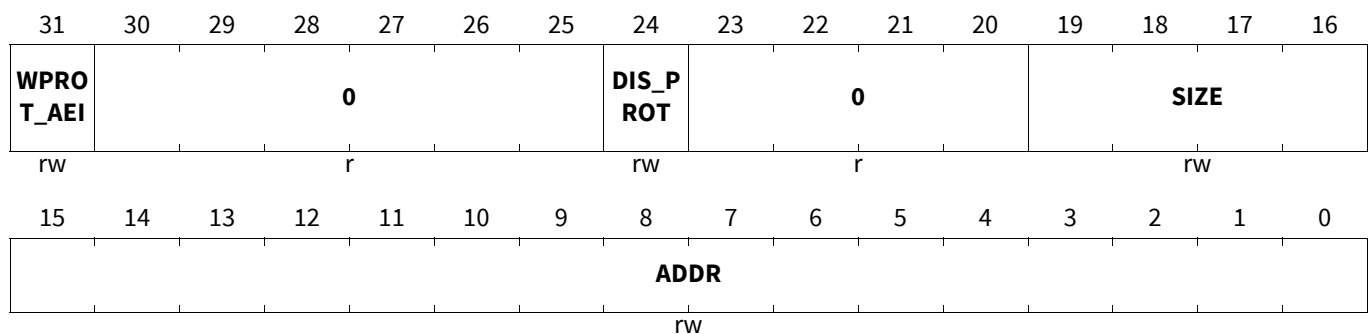 31 30 29 28 27 26 25 24 23 22 21 20 19 18 17 16
WPRO
T_AEI
0
DIS_P
ROT
0
SIZE
rw r rw r rw
15 14 13 12 11 10 9 8 7 6 5 4 3 2 1 0
ADDR
rw